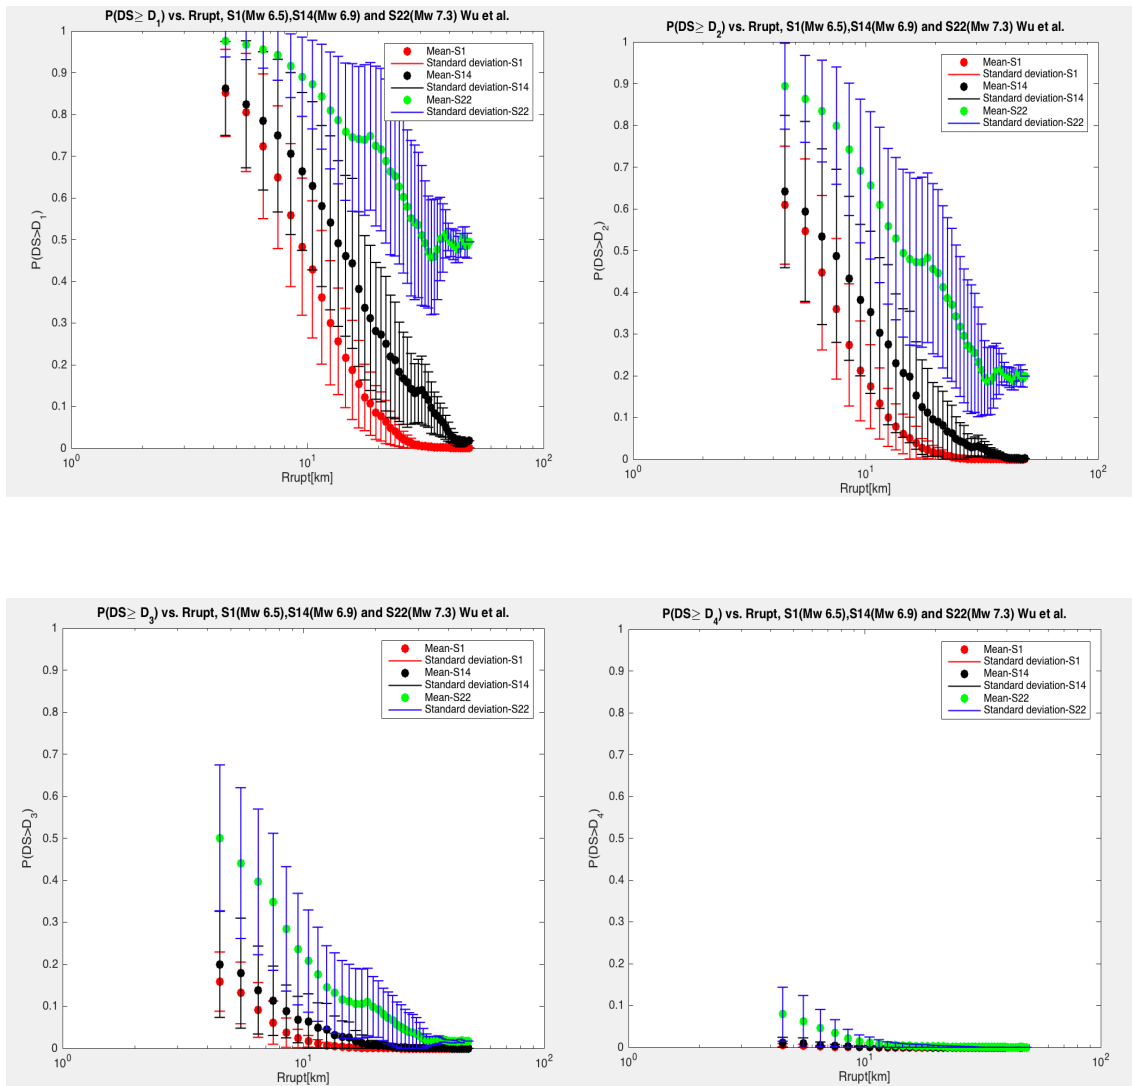 P(DS≥ D1) vs. Rrupt, S1(Mw 6.5),S14(Mw 6.9) and S22(Mw 7.3) Wu et al.
1
0.9
0.8
0.7
0.6
0.5
0.4
0.3
0.2
0.1
0
P(DS>D1)
10^0
10^1
10^2
Rrupt[km]
Mean-S1
Standard deviation-S1
Mean-S14
Standard deviation-S14
Mean-S22
Standard deviation-S22
P(DS≥ D2) vs. Rrupt, S1(Mw 6.5),S14(Mw 6.9) and S22(Mw 7.3) Wu et al.
1
0.9
0.8
0.7
0.6
0.5
0.4
0.3
0.2
0.1
0
P(DS>D2)
10^0
10^1
10^2
Rrupt[km]
Mean-S1
Standard deviation-S1
Mean-S14
Standard deviation-S14
Mean-S22
Standard deviation-S22
P(DS≥ D3) vs. Rrupt, S1(Mw 6.5),S14(Mw 6.9) and S22(Mw 7.3) Wu et al.
1
0.9
0.8
0.7
0.6
0.5
0.4
0.3
0.2
0.1
0
P(DS>D3)
10^0
10^1
10^2
Rrupt[km]
Mean-S1
Standard deviation-S1
Mean-S14
Standard deviation-S14
Mean-S22
Standard deviation-S22
P(DS≥ D4) vs. Rrupt, S1(Mw 6.5),S14(Mw 6.9) and S22(Mw 7.3) Wu et al.
1
0.9
0.8
0.7
0.6
0.5
0.4
0.3
0.2
0.1
0
P(DS>D4)
10^0
10^1
10^2
Rrupt[km]
Mean-S1
Standard deviation-S1
Mean-S14
Standard deviation-S14
Mean-S22
Standard deviation-S22